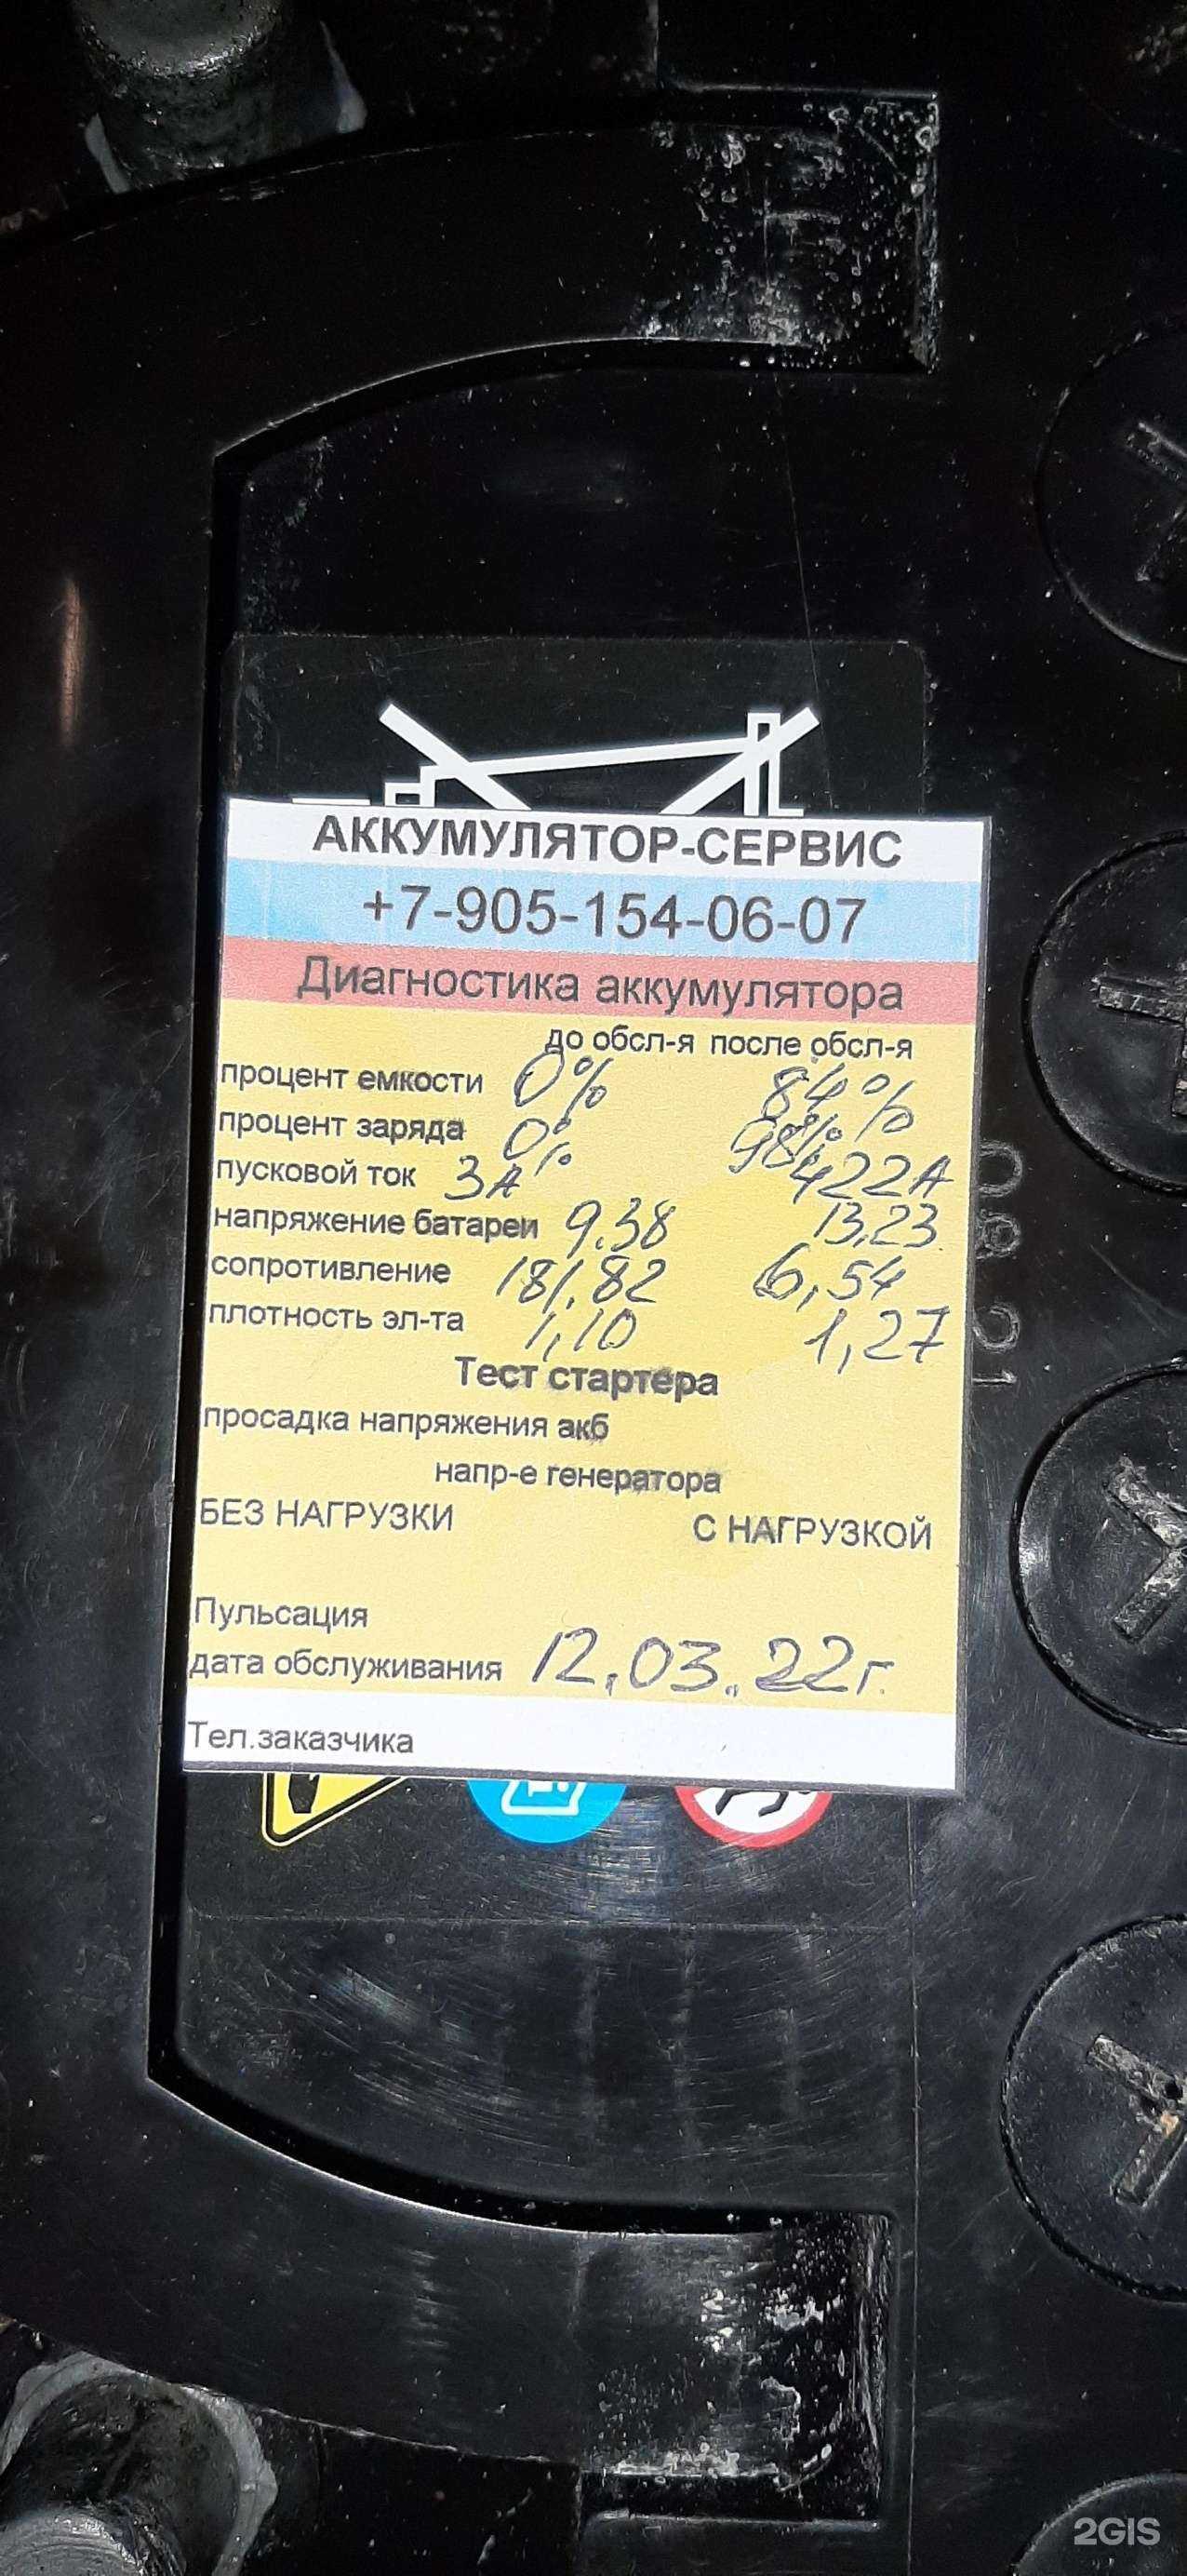 АККУМУЛЯТОР-СЕРВИС
+7-905-154-06-07
Диагностика аккумулятора
до обсл-я после обсл-я
процент емкости 0% 84%
процент заряда 0% 98%
пусковой ток 3А 422А
напряжение батареи 9.38 13,23
сопротивление 181,82 6,54
плотность эл-та 1,10 1,27
Тест стартера
просадка напряжения акб
напр-е генератора
БЕЗ НАГРУЗКИ С НАГРУЗКОЙ
Пульсация
дата обслуживания 12.03.22г.
Тел.заказчика
2GIS